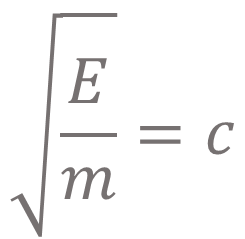 √(E/m) = c